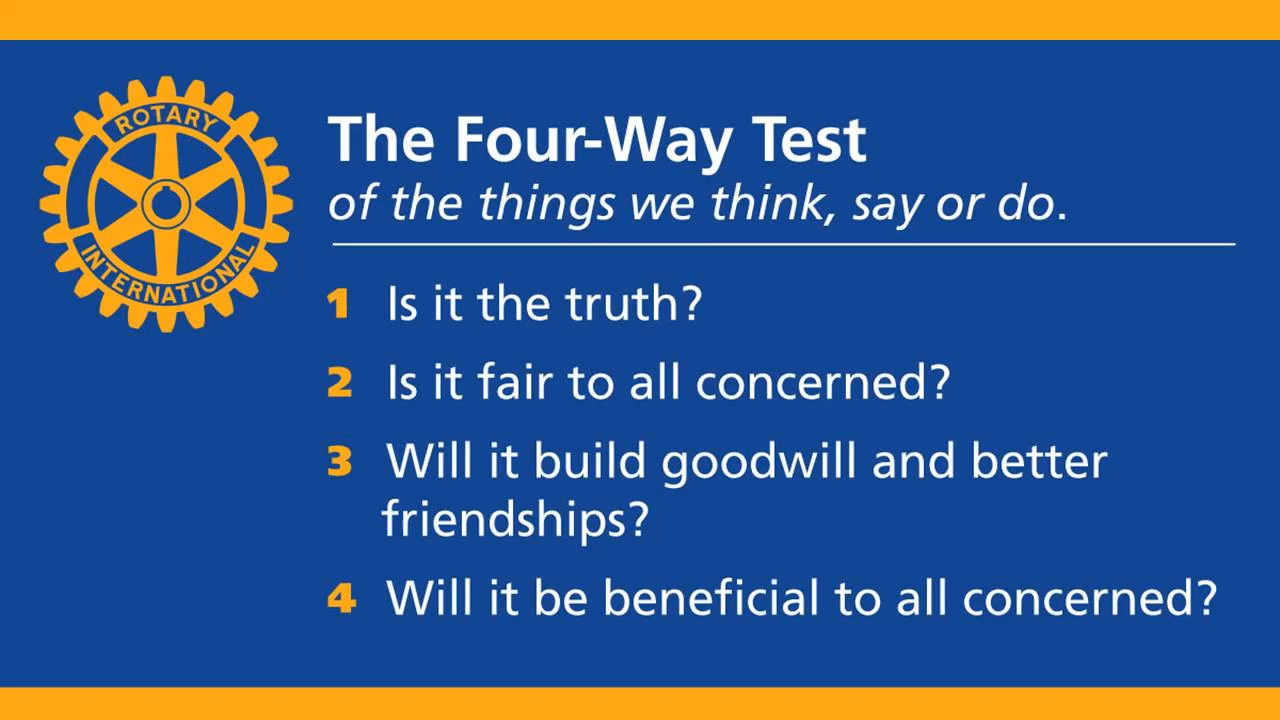 ROTARY
INTERNATIONAL
The Four-Way Test
of the things we think, say or do.
1 Is it the truth?
2 Is it fair to all concerned?
3 Will it build goodwill and better
friendships?
4 Will it be beneficial to all concerned?